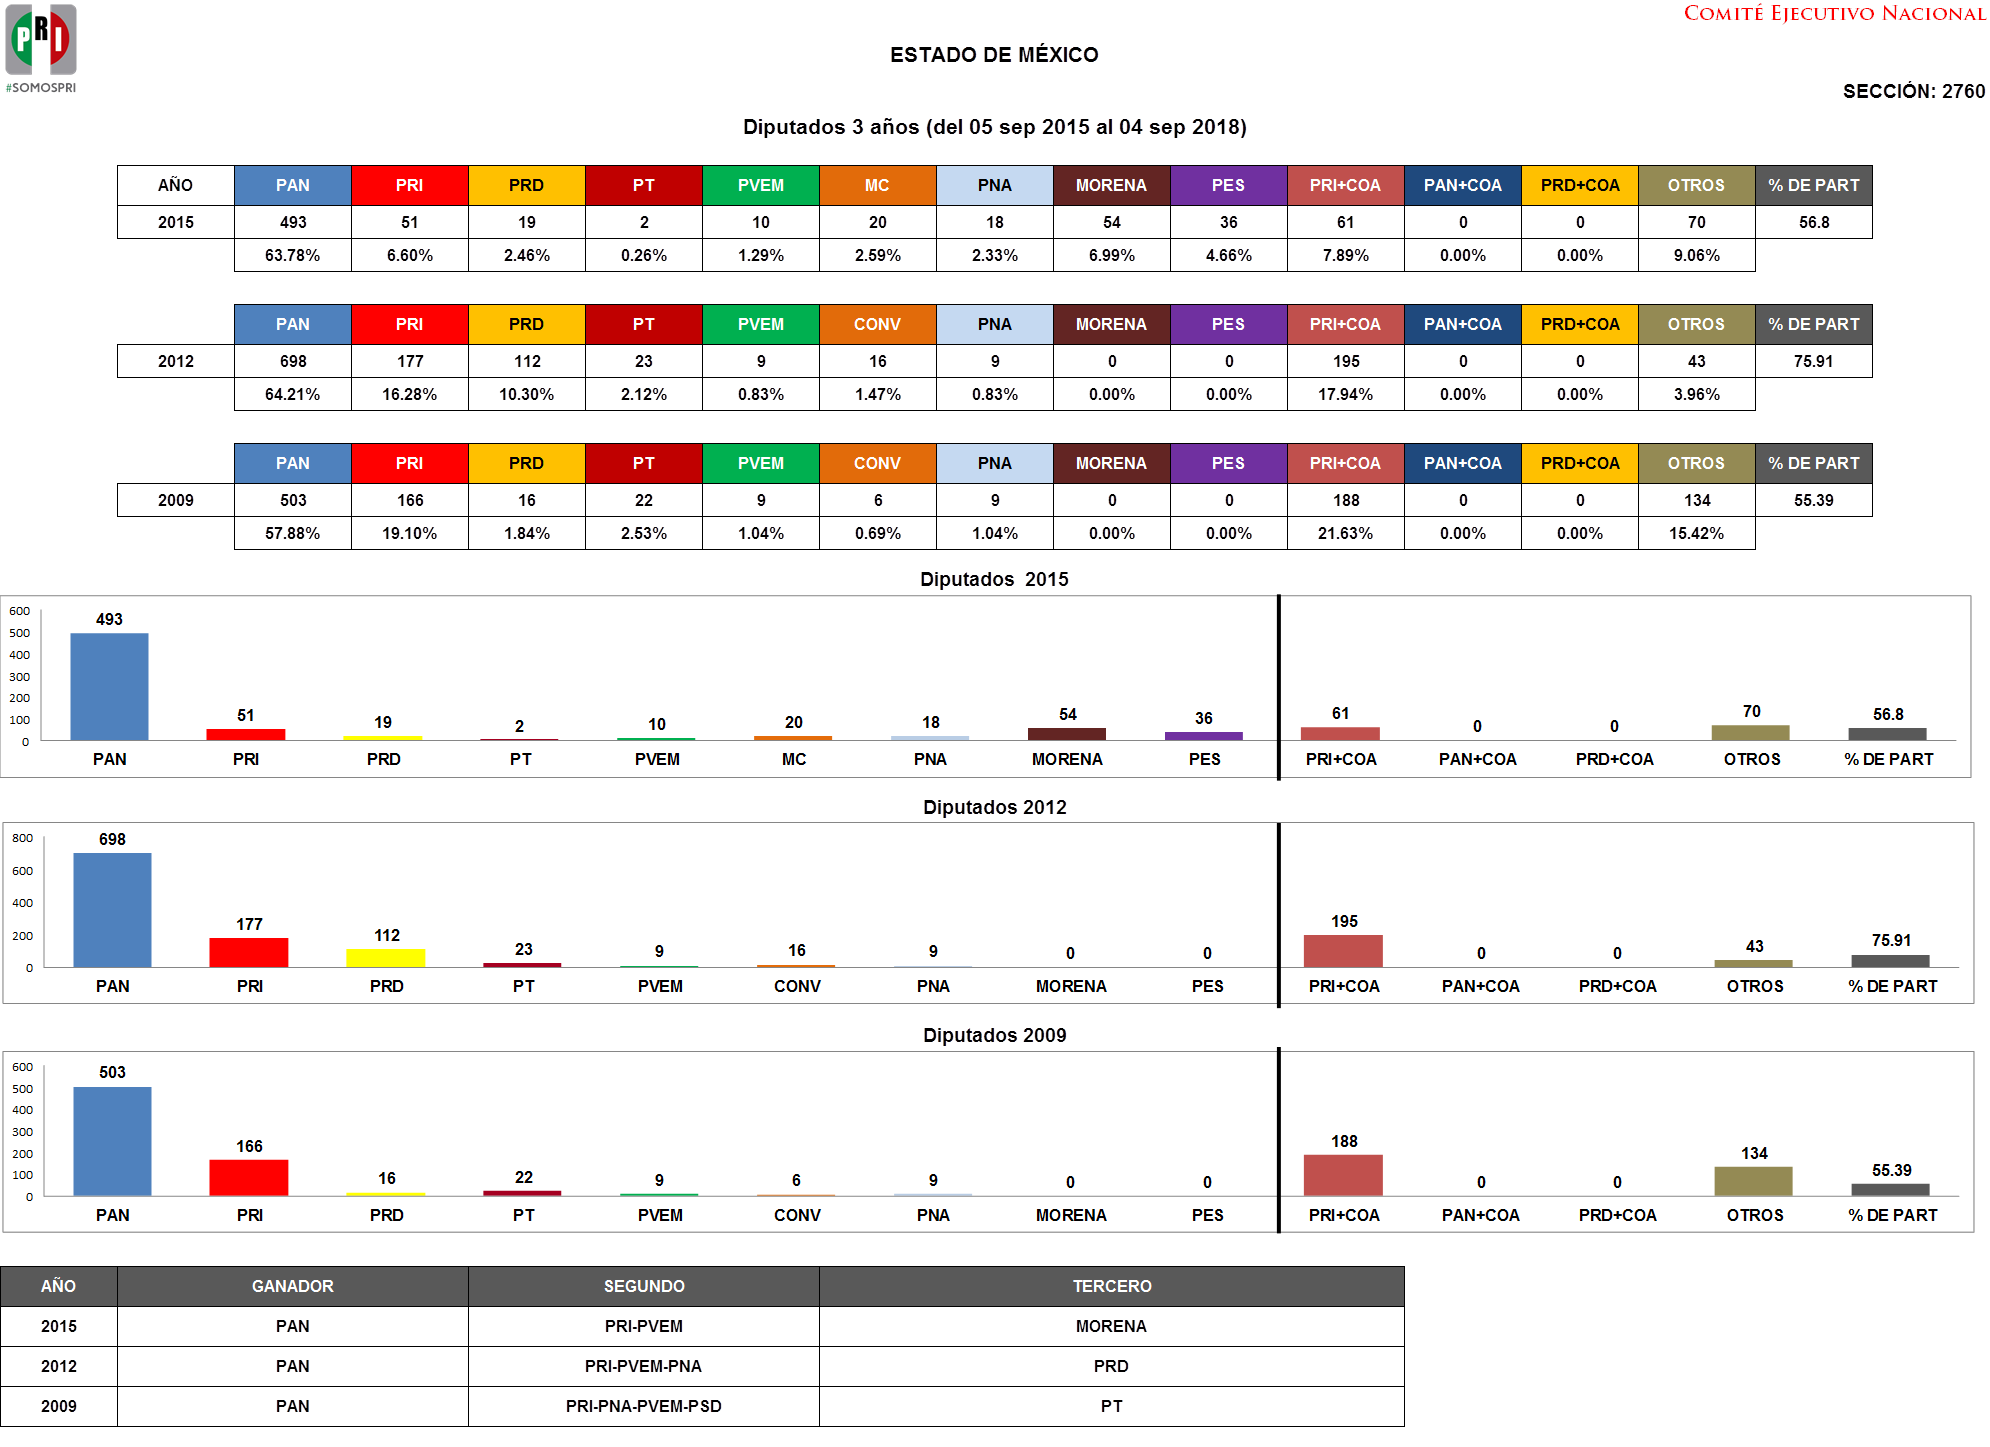 PRI
#SOMOSPRI
COMITÉ EJECUTIVO NACIONAL
ESTADO DE MÉXICO
SECCIÓN: 2760
Diputados 3 años (del 05 sep 2015 al 04 sep 2018)
AÑO PAN PRI PRD PT PVEM MC PNA MORENA PES PRI+COA PAN+COA PRD+COA OTROS % DE PART
2015 493 51 19 2 10 20 18 54 36 61 0 0 70 56.8
63.78% 6.60% 2.46% 0.26% 1.29% 2.59% 2.33% 6.99% 4.66% 7.89% 0.00% 0.00% 9.06%
PAN PRI PRD PT PVEM CONV PNA MORENA PES PRI+COA PAN+COA PRD+COA OTROS % DE PART
2012 698 177 112 23 9 16 9 0 0 195 0 0 43 75.91
64.21% 16.28% 10.30% 2.12% 0.83% 1.47% 0.83% 0.00% 0.00% 17.94% 0.00% 0.00% 3.96%
PAN PRI PRD PT PVEM CONV PNA MORENA PES PRI+COA PAN+COA PRD+COA OTROS % DE PART
2009 503 166 16 22 9 6 9 0 0 188 0 0 134 55.39
57.88% 19.10% 1.84% 2.53% 1.04% 0.69% 1.04% 0.00% 0.00% 21.63% 0.00% 0.00% 15.42%
Diputados 2015
600
500
400
300
200
100
0
493 51 19 2 10 20 18 54 36 61 0 0 70 56.8
PAN PRI PRD PT PVEM MC PNA MORENA PES PRI+COA PAN+COA PRD+COA OTROS % DE PART
Diputados 2012
800
600
400
200
0
698 177 112 23 9 16 9 0 0 195 0 0 43 75.91
PAN PRI PRD PT PVEM CONV PNA MORENA PES PRI+COA PAN+COA PRD+COA OTROS % DE PART
Diputados 2009
600
500
400
300
200
100
0
503 166 16 22 9 6 9 0 0 188 0 0 134 55.39
PAN PRI PRD PT PVEM CONV PNA MORENA PES PRI+COA PAN+COA PRD+COA OTROS % DE PART
AÑO GANADOR SEGUNDO TERCERO
2015 PAN PRI-PVEM MORENA
2012 PAN PRI-PVEM-PNA PRD
2009 PAN PRI-PNA-PVEM-PSD PT